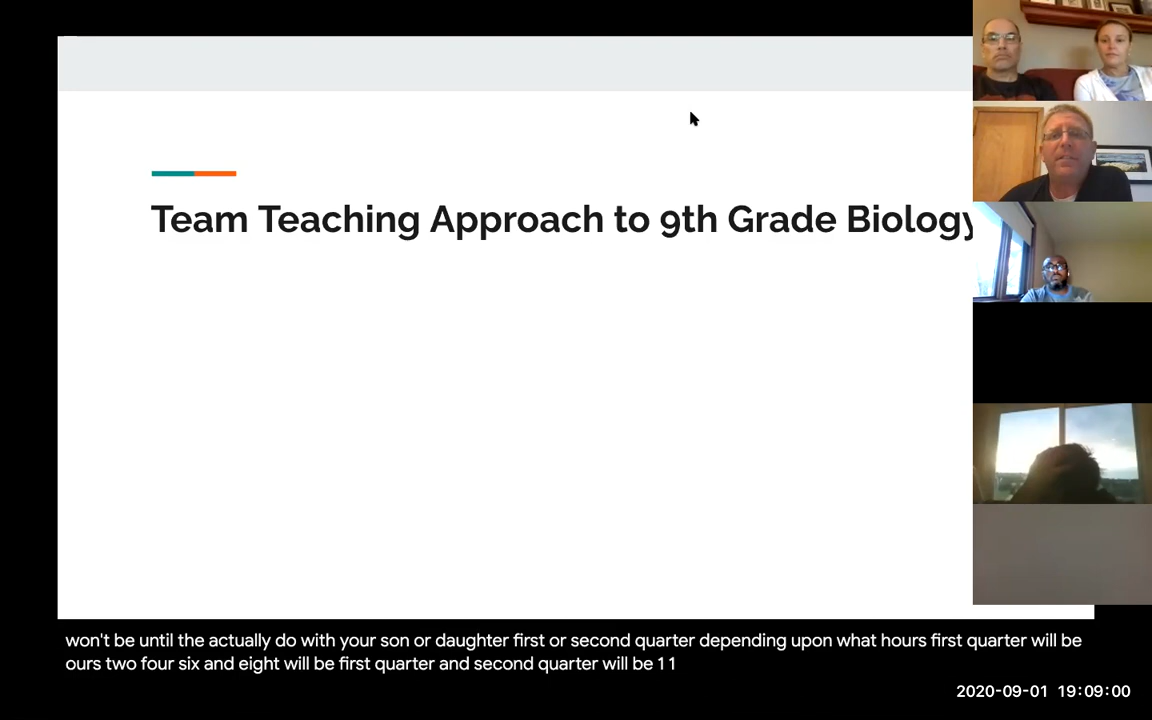 Team Teaching Approach to 9th Grade Biology
won't be until the actually do with your son or daughter first or second quarter depending upon what hours first quarter will be
ours two four six and eight will be first quarter and second quarter will be 11
2020-09-01 19:09:00